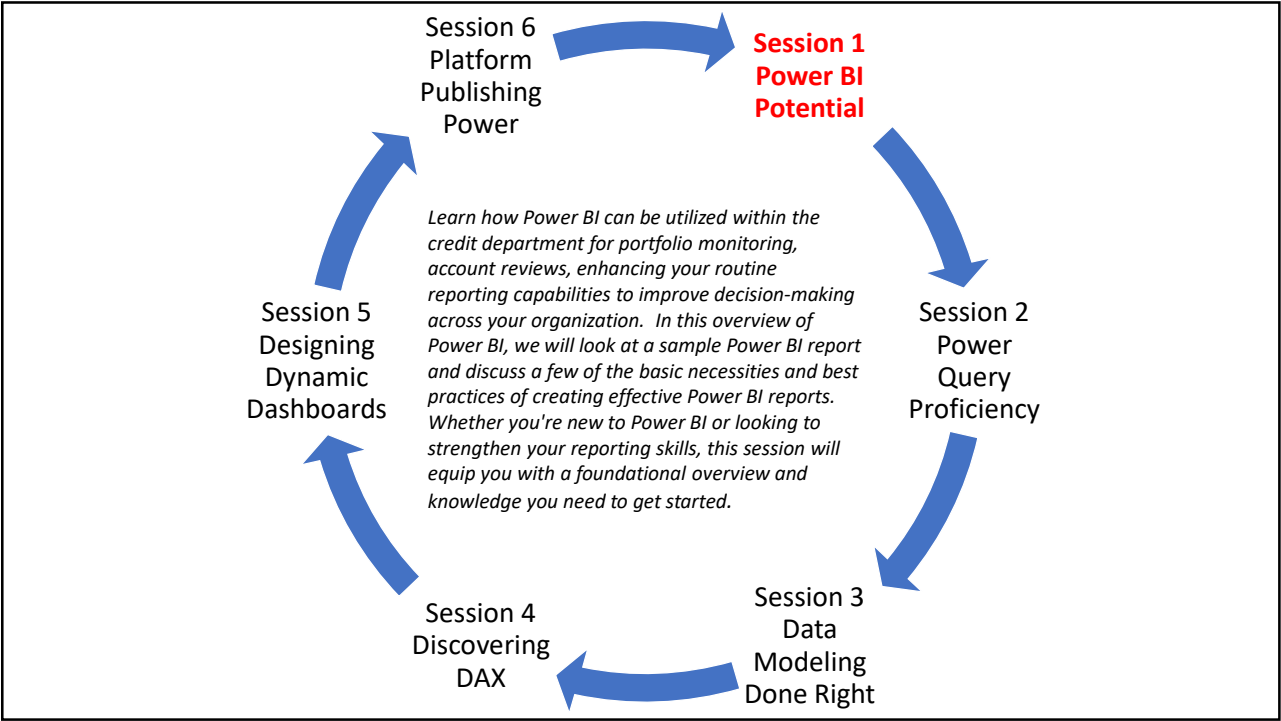 Session 6
Platform
Publishing
Power
Session 1
Power BI
Potential
Learn how Power BI can be utilized within the
credit department for portfolio monitoring,
account reviews, enhancing your routine
reporting capabilities to improve decision-making
across your organization.  In this overview of
Power BI, we will look at a sample Power BI report
and discuss a few of the basic necessities and best
practices of creating effective Power BI reports.
Whether you're new to Power BI or looking to
strengthen your reporting skills, this session will
equip you with a foundational overview and
knowledge you need to get started.
Session 5
Designing
Dynamic
Dashboards
Session 2
Power
Query
Proficiency
Session 4
Discovering
DAX
Session 3
Data
Modeling
Done Right